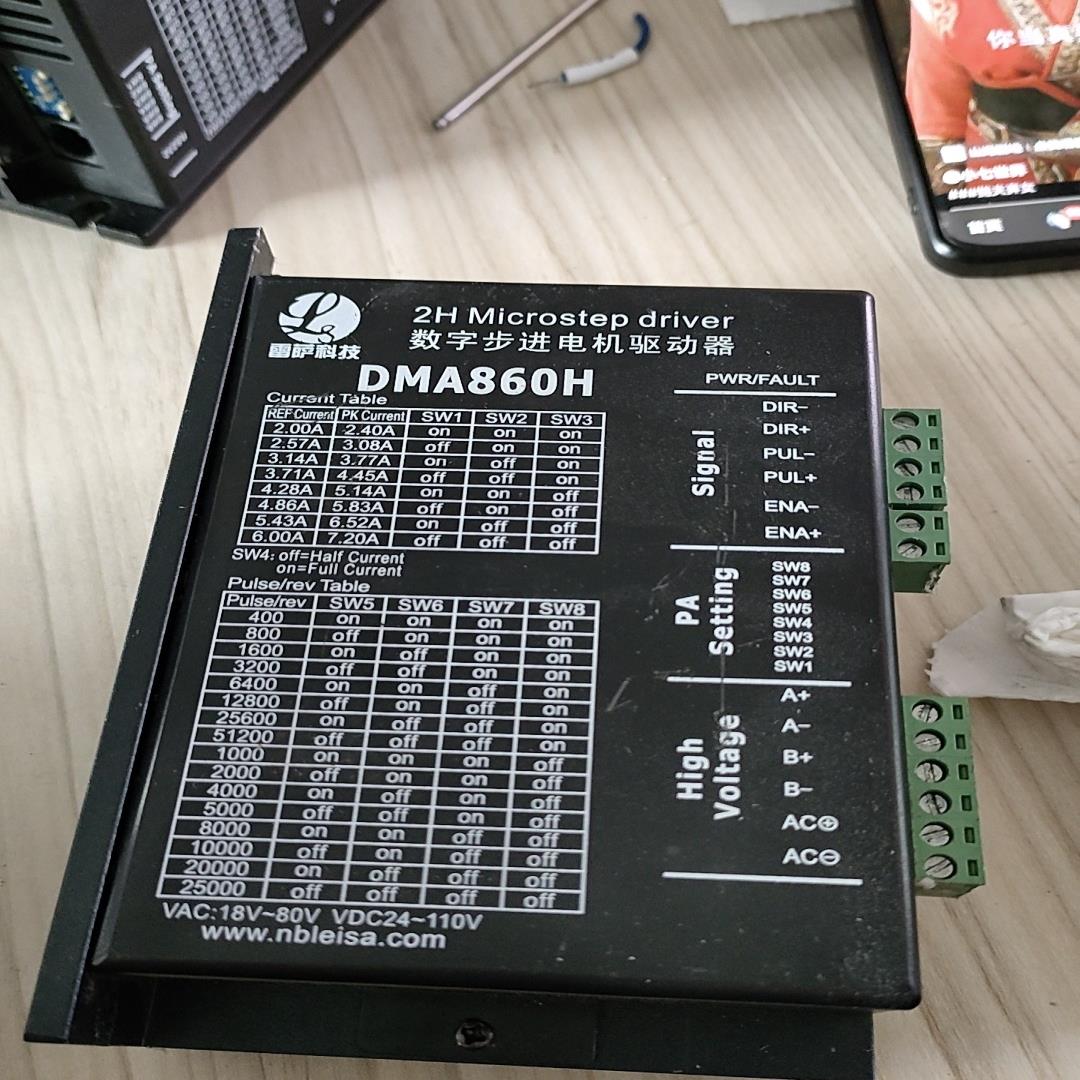 你当真
小七世界
首页
雷萨科技
2H Microstep driver
数字步进电机驱动器
DMA860H
Current Table
REF Current PK Current SW1 SW2 SW3
2.00A 2.40A on on on
2.57A 3.08A off on on
3.14A 3.77A on off on
3.71A 4.45A off off on
4.28A 5.14A on on off
4.86A 5.83A off on off
5.43A 6.52A on off off
6.00A 7.20A off off off
SW4: off=Half Current
on=Full Current
Pulse/rev Table
Pulse/rev SW5 SW6 SW7 SW8
400 on on on on
800 off on on on
1600 on off on on
3200 off off on on
6400 on on off on
12800 off on off on
25600 on off off on
51200 off off off on
1000 on on on off
2000 off on on off
4000 on off on off
5000 off off on off
8000 on on off off
10000 off on off off
20000 on off off off
25000 off off off off
VAC:18V~80V VDC24~110V
www.nbleisa.com
PWR/FAULT
Signal
DIR−
DIR+
PUL−
PUL+
ENA−
ENA+
PA
Setting
SW8
SW7
SW6
SW5
SW4
SW3
SW2
SW1
High
Voltage
A+
A−
B+
B−
AC⊕
AC⊖